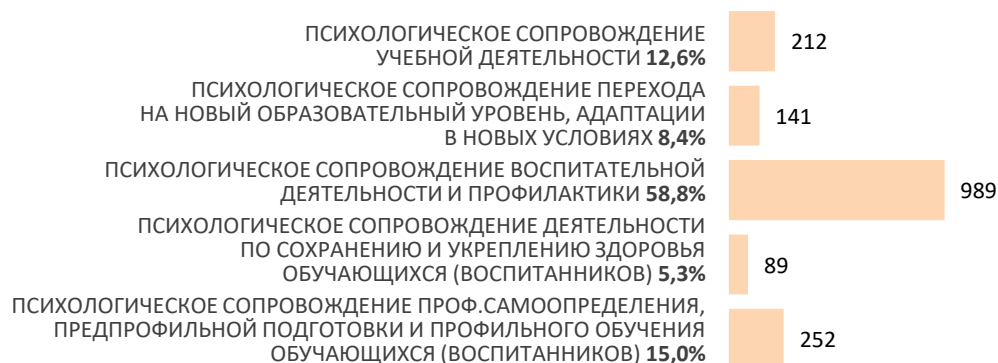 ПСИХОЛОГИЧЕСКОЕ СОПРОВОЖДЕНИЕ
УЧЕБНОЙ ДЕЯТЕЛЬНОСТИ 12,6%
212
ПСИХОЛОГИЧЕСКОЕ СОПРОВОЖДЕНИЕ ПЕРЕХОДА
НА НОВЫЙ ОБРАЗОВАТЕЛЬНЫЙ УРОВЕНЬ, АДАПТАЦИИ
В НОВЫХ УСЛОВИЯХ 8,4%
141
ПСИХОЛОГИЧЕСКОЕ СОПРОВОЖДЕНИЕ ВОСПИТАТЕЛЬНОЙ
ДЕЯТЕЛЬНОСТИ И ПРОФИЛАКТИКИ 58,8%
989
ПСИХОЛОГИЧЕСКОЕ СОПРОВОЖДЕНИЕ ДЕЯТЕЛЬНОСТИ
ПО СОХРАНЕНИЮ И УКРЕПЛЕНИЮ ЗДОРОВЬЯ
ОБУЧАЮЩИХСЯ (ВОСПИТАННИКОВ) 5,3%
89
ПСИХОЛОГИЧЕСКОЕ СОПРОВОЖДЕНИЕ ПРОФ.САМООПРЕДЕЛЕНИЯ,
ПРЕДПРОФИЛЬНОЙ ПОДГОТОВКИ И ПРОФИЛЬНОГО ОБУЧЕНИЯ
ОБУЧАЮЩИХСЯ (ВОСПИТАННИКОВ) 15,0%
252